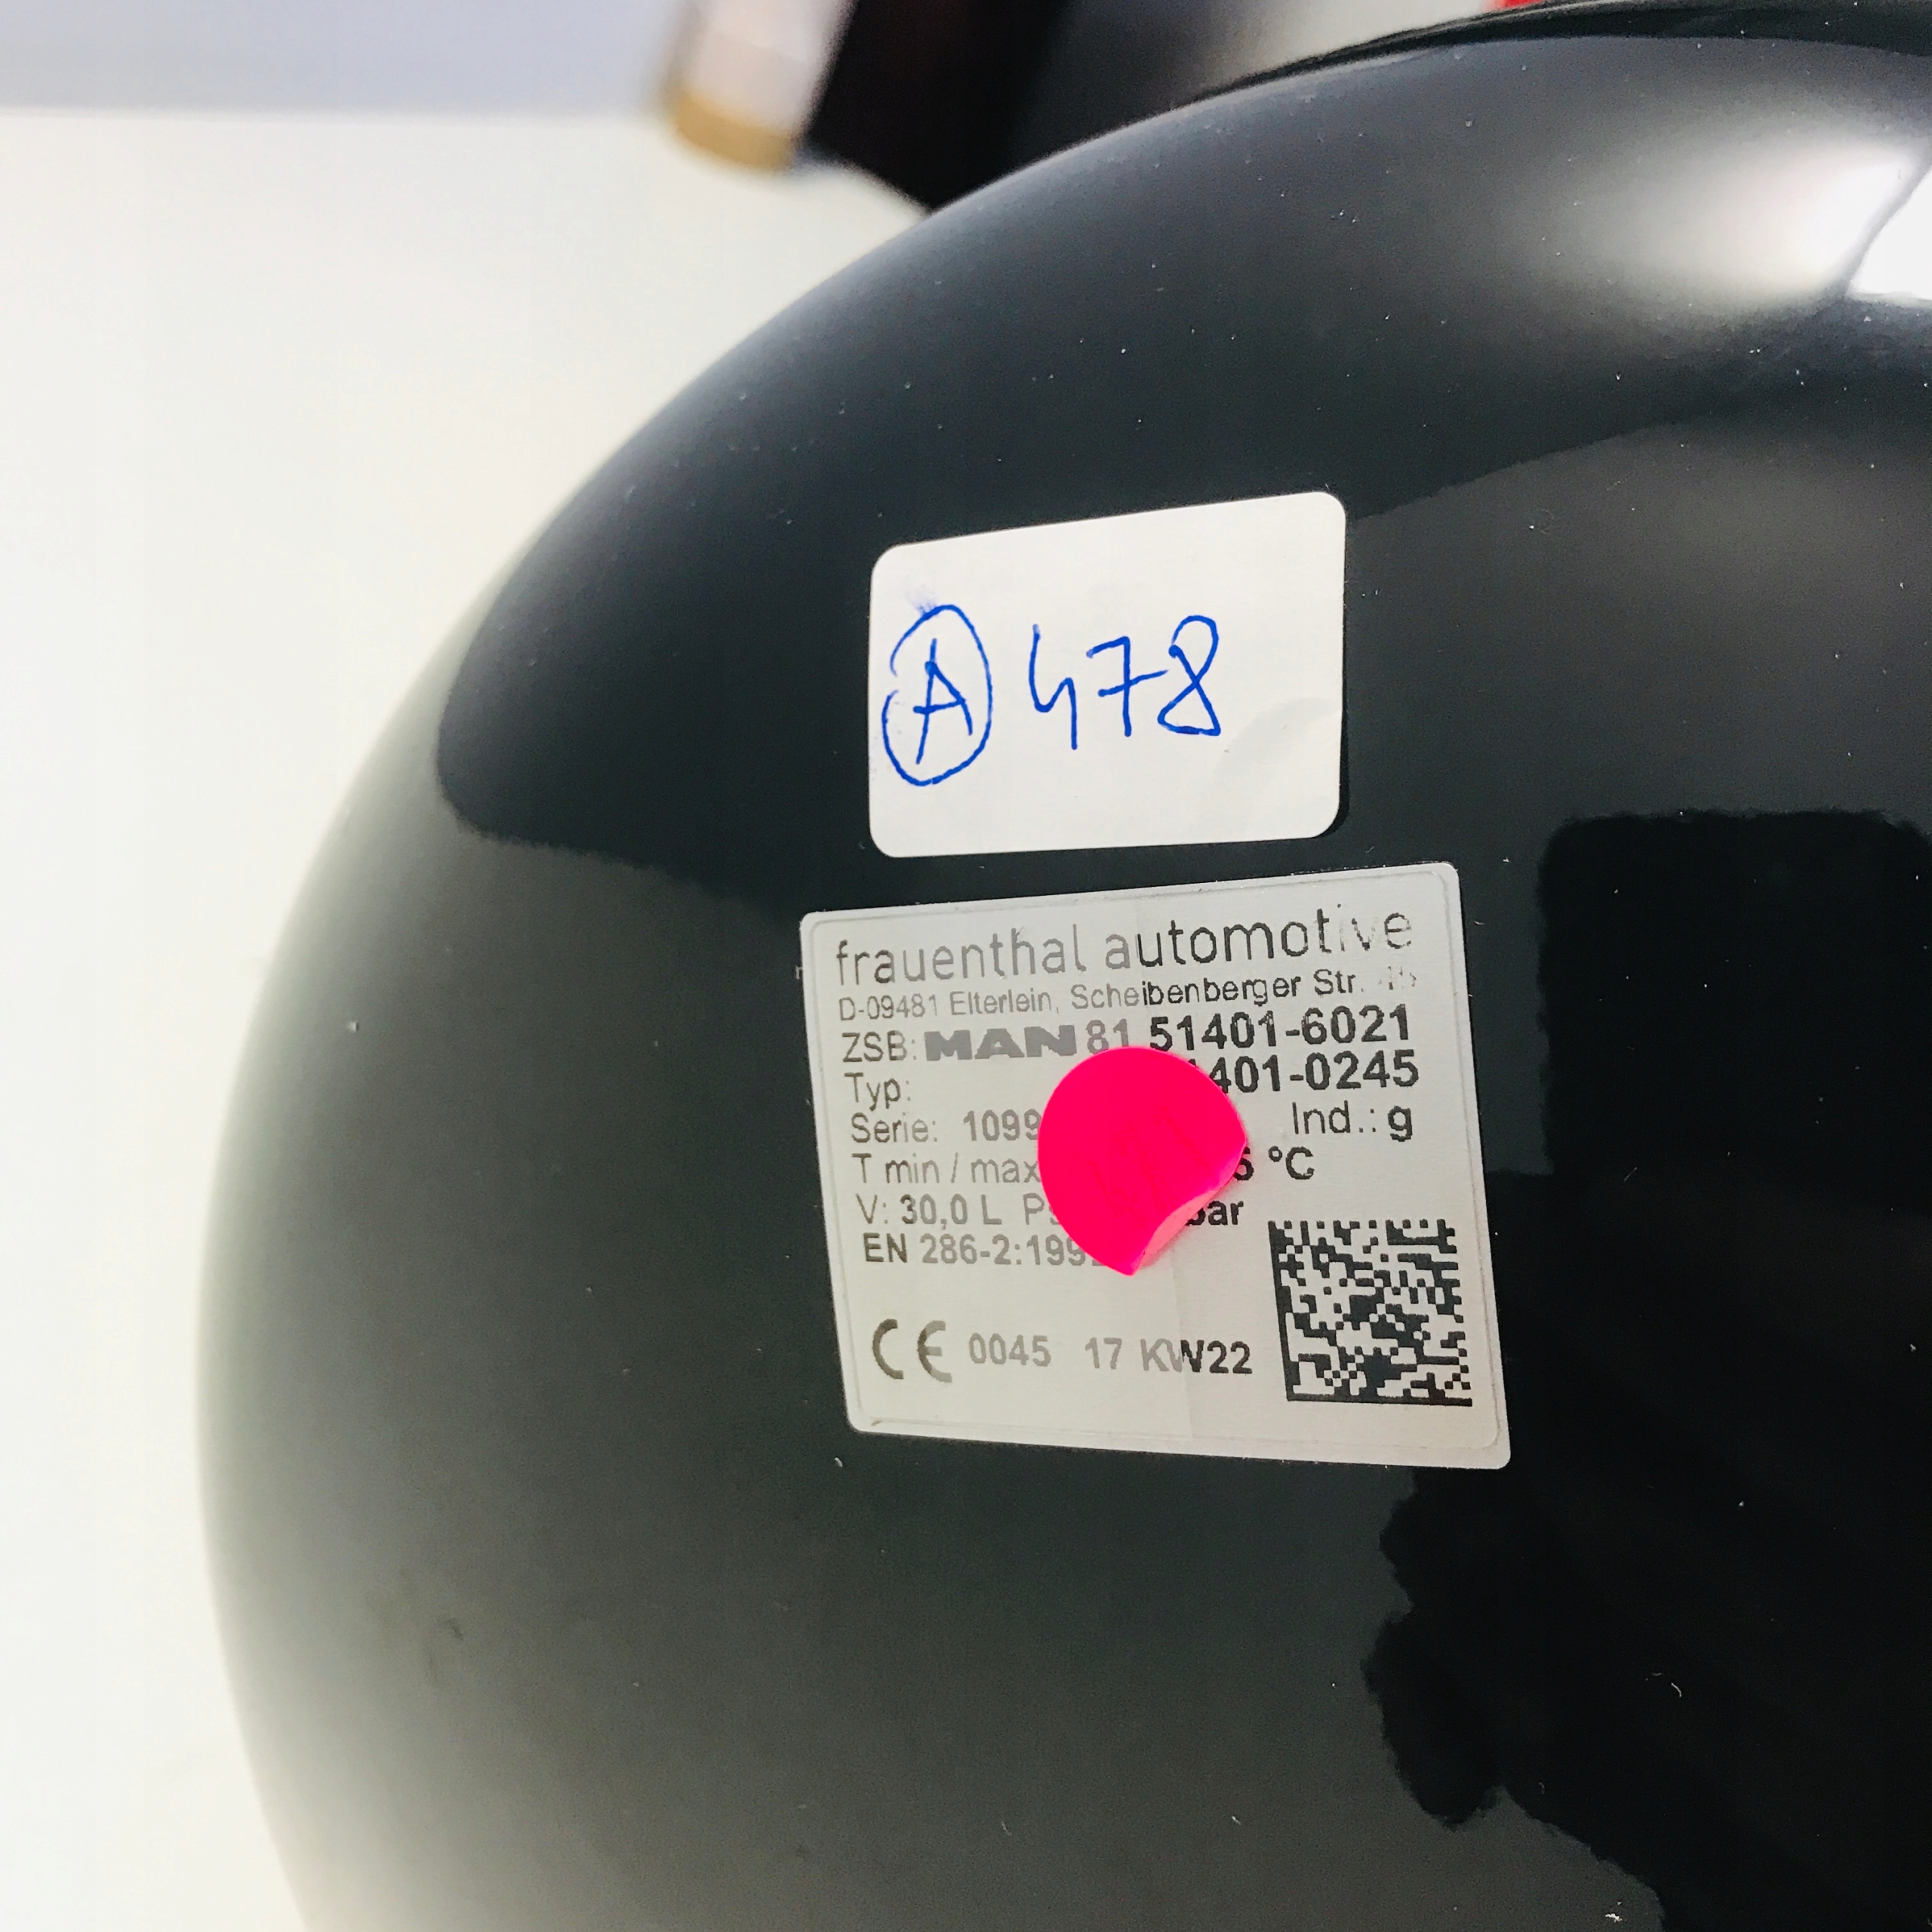 A 478
frauenthal automotive
D-09481 Elterlein, Scheibenberger Str.
ZSB: MAN 81 51401-6021
Typ: 401-0245
Serie: 1099 Ind.: g
T min / max °C
V: 30,0 L bar
EN 286-2:199
CE 0045 17 KW22